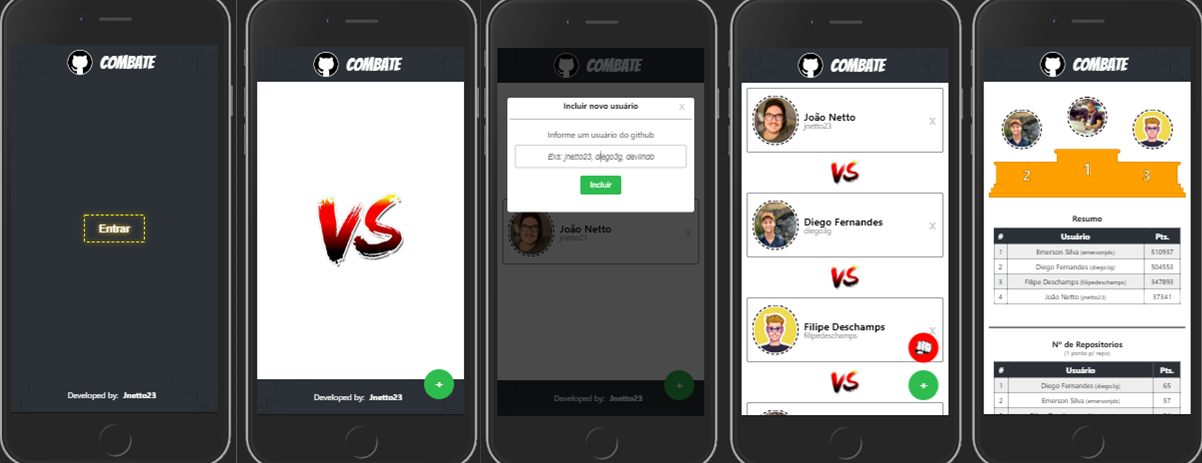 COMBATE
Entrar
Developed by: Jnetto23
COMBATE
VS
+
Developed by: Jnetto23
COMBATE
Incluir novo usuário x
Informe um usuário do github
Exs: jnetto23, diego3g, devlindo
Incluir
João Netto x
jnetto23
+
Developed by: Jnetto23
COMBATE
João Netto x
jnetto23
VS
Diego Fernandes x
diego3g
VS
Filipe Deschamps x
filipedeschamps
VS
+
COMBATE
2 1 3
Resumo
# Usuário Pts.
1 Emerson Silva (emersonjds) 510937
2 Diego Fernandes (diego3g) 504553
3 Filipe Deschamps (filipedeschamps) 347893
4 João Netto (jnetto23) 37341
Nº de Repositorios
(1 ponto p/ repo)
# Usuário Pts.
1 Diego Fernandes (diego3g) 65
2 Emerson Silva (emersonjds) 57